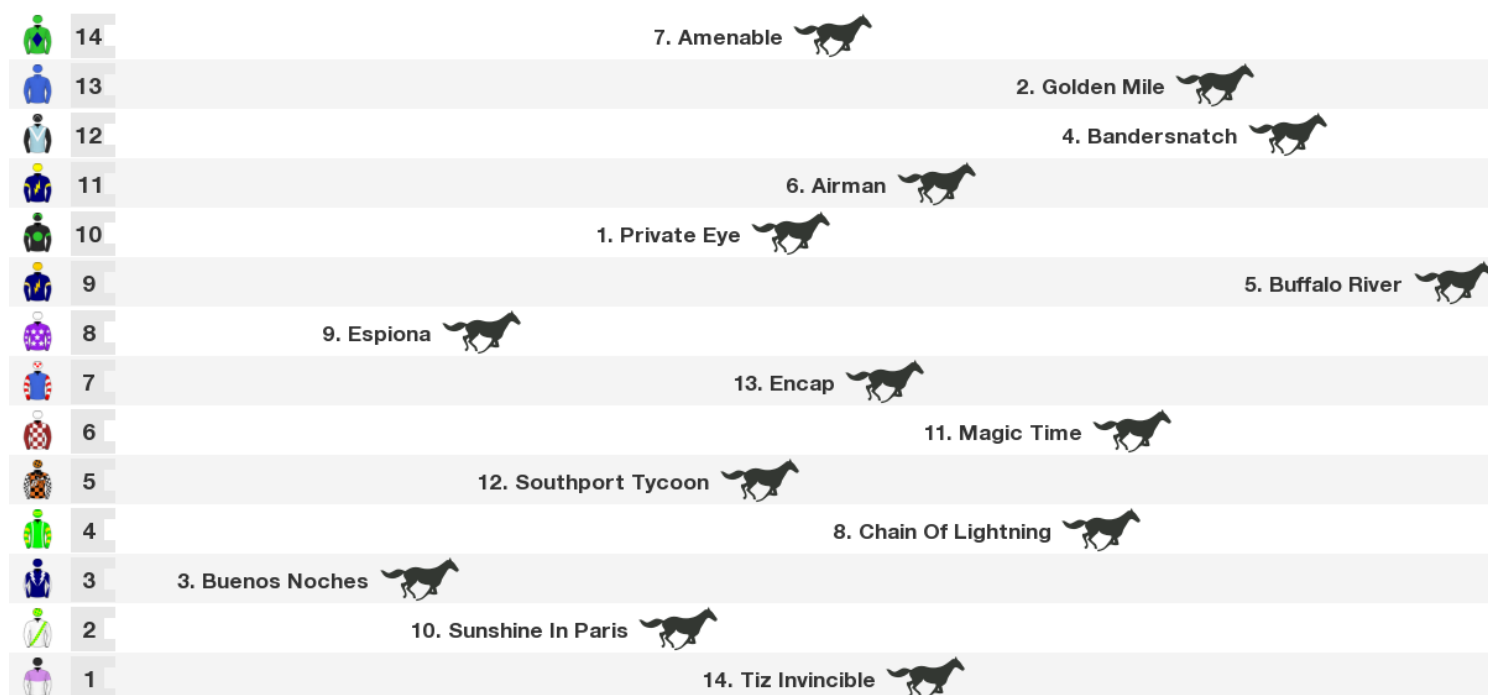 14 7. Amenable
13 2. Golden Mile
12 4. Bandersnatch
11 6. Airman
10 1. Private Eye
9 5. Buffalo River
8 9. Espiona
7 13. Encap
6 11. Magic Time
5 12. Southport Tycoon
4 8. Chain Of Lightning
3 3. Buenos Noches
2 10. Sunshine In Paris
1 14. Tiz Invincible